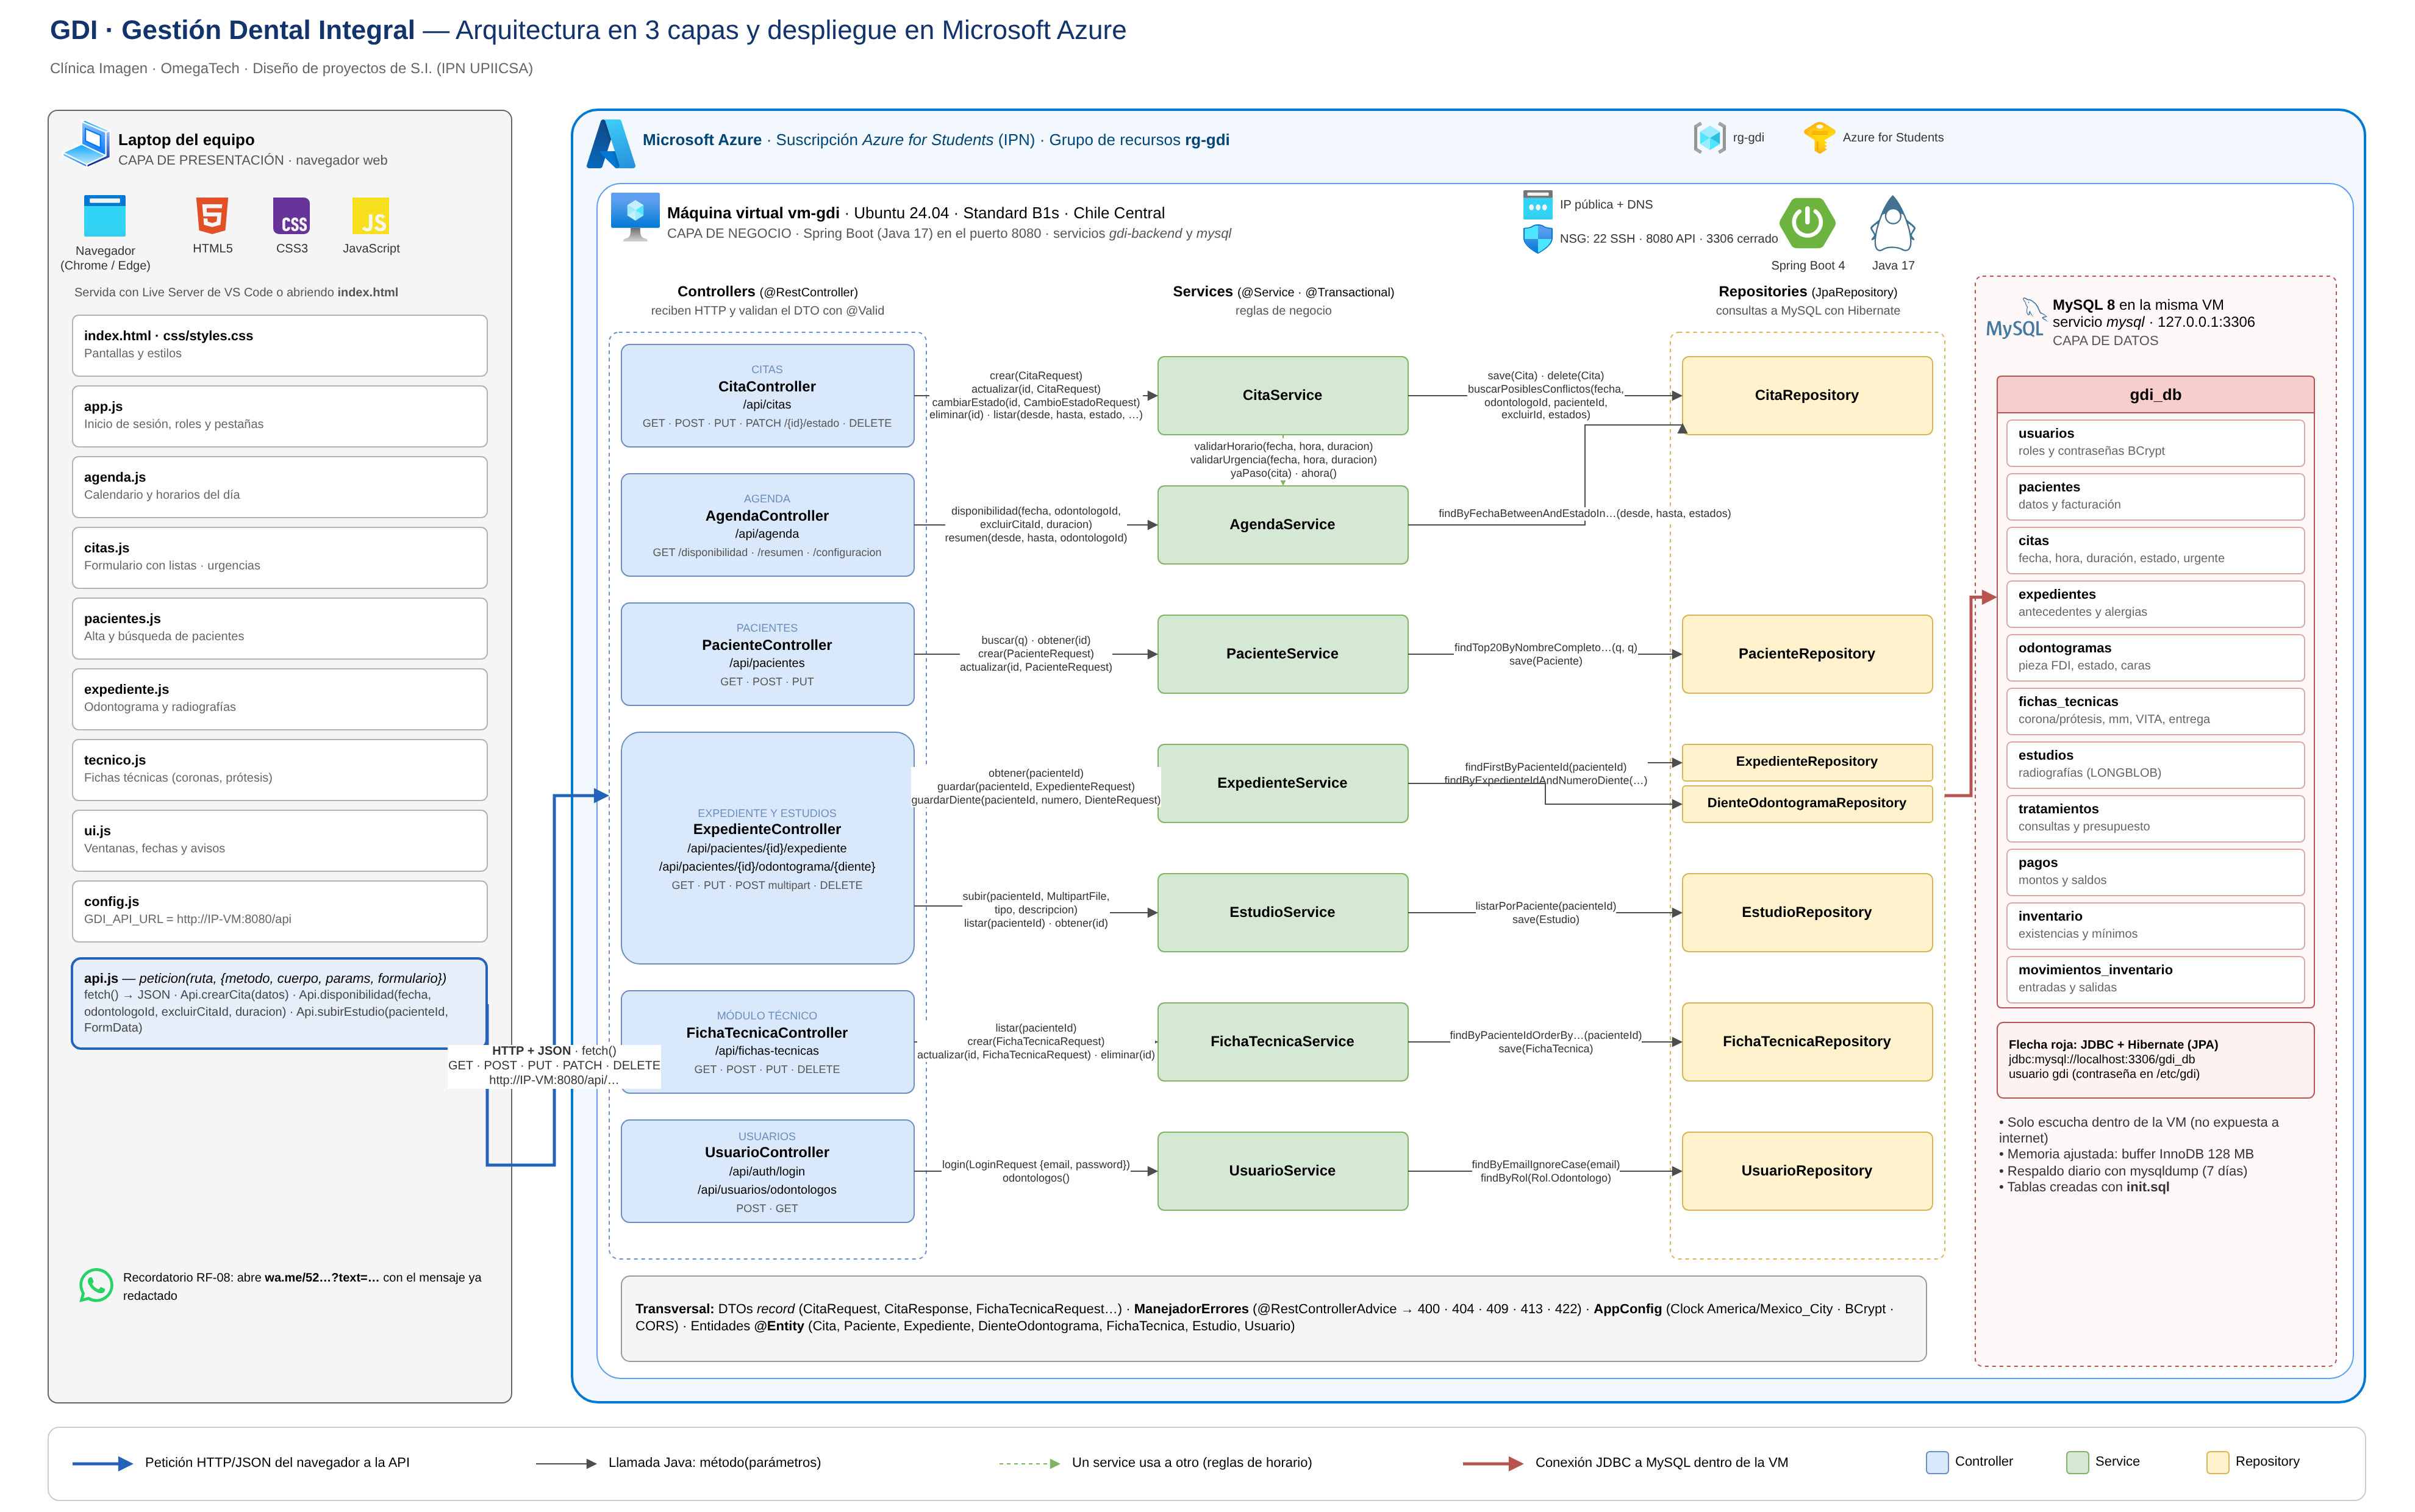 GDI · Gestión Dental Integral — Arquitectura en 3 capas y despliegue en Microsoft Azure
Clínica Imagen · OmegaTech · Diseño de proyectos de S.I. (IPN UPIICSA)
Laptop del equipo
CAPA DE PRESENTACIÓN · navegador web
Navegador
(Chrome / Edge)
HTML5
CSS
CSS3
JS
JavaScript
Servida con Live Server de VS Code o abriendo index.html
index.html · css/styles.css
Pantallas y estilos
app.js
Inicio de sesión, roles y pestañas
agenda.js
Calendario y horarios del día
citas.js
Formulario con listas · urgencias
pacientes.js
Alta y búsqueda de pacientes
expediente.js
Odontograma y radiografías
tecnico.js
Fichas técnicas (coronas, prótesis)
ui.js
Ventanas, fechas y avisos
config.js
GDI_API_URL = http://IP-VM:8080/api
api.js — peticion(ruta, {metodo, cuerpo, params, formulario})
fetch() → JSON · Api.crearCita(datos) · Api.disponibilidad(fecha,
odontologoId, excluirCitaId, duracion) · Api.subirEstudio(pacienteId,
FormData)
HTTP + JSON · fetch()
GET · POST · PUT · PATCH · DELETE
http://IP-VM:8080/api/…
Recordatorio RF-08: abre wa.me/52…?text=… con el mensaje ya
redactado
Microsoft Azure · Suscripción Azure for Students (IPN) · Grupo de recursos rg-gdi
rg-gdi
Azure for Students
Máquina virtual vm-gdi · Ubuntu 24.04 · Standard B1s · Chile Central
CAPA DE NEGOCIO · Spring Boot (Java 17) en el puerto 8080 · servicios gdi-backend y mysql
IP pública + DNS
NSG: 22 SSH · 8080 API · 3306 cerrado
Spring Boot 4
Java 17
Controllers (@RestController)
reciben HTTP y validan el DTO con @Valid
Services (@Service · @Transactional)
reglas de negocio
Repositories (JpaRepository)
consultas a MySQL con Hibernate
CITAS
CitaController
/api/citas
GET · POST · PUT · PATCH /{id}/estado · DELETE
crear(CitaRequest)
actualizar(id, CitaRequest)
cambiarEstado(id, CambioEstadoRequest)
eliminar(id) · listar(desde, hasta, estado, …)
CitaService
save(Cita) · delete(Cita)
buscarPosiblesConflictos(fecha,
odontologoId, pacienteId,
excluirId, estados)
CitaRepository
validarHorario(fecha, hora, duracion)
validarUrgencia(fecha, hora, duracion)
yaPaso(cita) · ahora()
AGENDA
AgendaController
/api/agenda
GET /disponibilidad · /resumen · /configuracion
disponibilidad(fecha, odontologoId,
excluirCitaId, duracion)
resumen(desde, hasta, odontologoId)
AgendaService
findByFechaBetweenAndEstadoIn…(desde, hasta, estados)
PACIENTES
PacienteController
/api/pacientes
GET · POST · PUT
buscar(q) · obtener(id)
crear(PacienteRequest)
actualizar(id, PacienteRequest)
PacienteService
findTop20ByNombreCompleto…(q, q)
save(Paciente)
PacienteRepository
EXPEDIENTE Y ESTUDIOS
ExpedienteController
/api/pacientes/{id}/expediente
/api/pacientes/{id}/odontograma/{diente}
GET · PUT · POST multipart · DELETE
obtener(pacienteId)
guardar(pacienteId, ExpedienteRequest)
guardarDiente(pacienteId, numero, DienteRequest)
ExpedienteService
findFirstByPacienteId(pacienteId)
findByExpedienteIdAndNumeroDiente(…)
ExpedienteRepository
DienteOdontogramaRepository
subir(pacienteId, MultipartFile,
tipo, descripcion)
listar(pacienteId) · obtener(id)
EstudioService
listarPorPaciente(pacienteId)
save(Estudio)
EstudioRepository
MÓDULO TÉCNICO
FichaTecnicaController
/api/fichas-tecnicas
GET · POST · PUT · DELETE
listar(pacienteId)
crear(FichaTecnicaRequest)
actualizar(id, FichaTecnicaRequest) · eliminar(id)
FichaTecnicaService
findByPacienteIdOrderBy…(pacienteId)
save(FichaTecnica)
FichaTecnicaRepository
USUARIOS
UsuarioController
/api/auth/login
/api/usuarios/odontologos
POST · GET
login(LoginRequest {email, password})
odontologos()
UsuarioService
findByEmailIgnoreCase(email)
findByRol(Rol.Odontologo)
UsuarioRepository
Transversal: DTOs record (CitaRequest, CitaResponse, FichaTecnicaRequest…) · ManejadorErrores (@RestControllerAdvice → 400 · 404 · 409 · 413 · 422) · AppConfig (Clock America/Mexico_City · BCrypt ·
CORS) · Entidades @Entity (Cita, Paciente, Expediente, DienteOdontograma, FichaTecnica, Estudio, Usuario)
MySQL
MySQL 8 en la misma VM
servicio mysql · 127.0.0.1:3306
CAPA DE DATOS
gdi_db
usuarios
roles y contraseñas BCrypt
pacientes
datos y facturación
citas
fecha, hora, duración, estado, urgente
expedientes
antecedentes y alergias
odontogramas
pieza FDI, estado, caras
fichas_tecnicas
corona/prótesis, mm, VITA, entrega
estudios
radiografías (LONGBLOB)
tratamientos
consultas y presupuesto
pagos
montos y saldos
inventario
existencias y mínimos
movimientos_inventario
entradas y salidas
Flecha roja: JDBC + Hibernate (JPA)
jdbc:mysql://localhost:3306/gdi_db
usuario gdi (contraseña en /etc/gdi)
• Solo escucha dentro de la VM (no expuesta a
internet)
• Memoria ajustada: buffer InnoDB 128 MB
• Respaldo diario con mysqldump (7 días)
• Tablas creadas con init.sql
Petición HTTP/JSON del navegador a la API
Llamada Java: método(parámetros)
Un service usa a otro (reglas de horario)
Conexión JDBC a MySQL dentro de la VM
Controller
Service
Repository